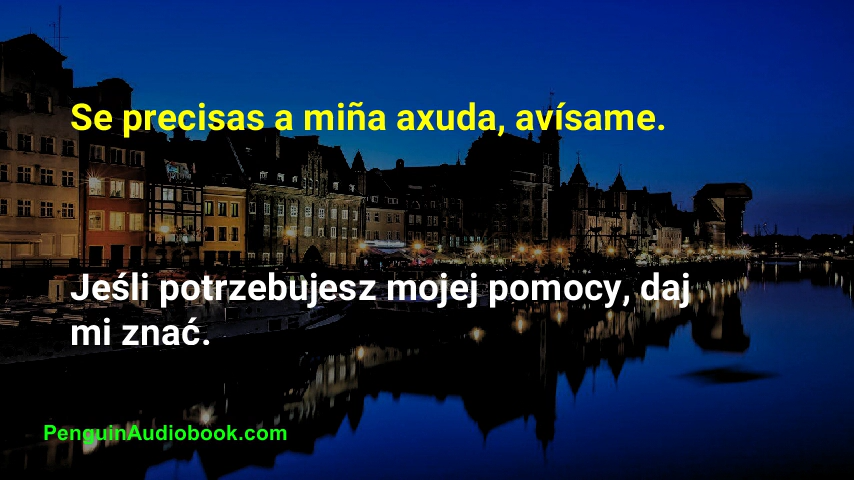 Se precisas a miña axuda, avísame.
Jeśli potrzebujesz mojej pomocy, daj
mi znać.
PenguinAudiobook.com